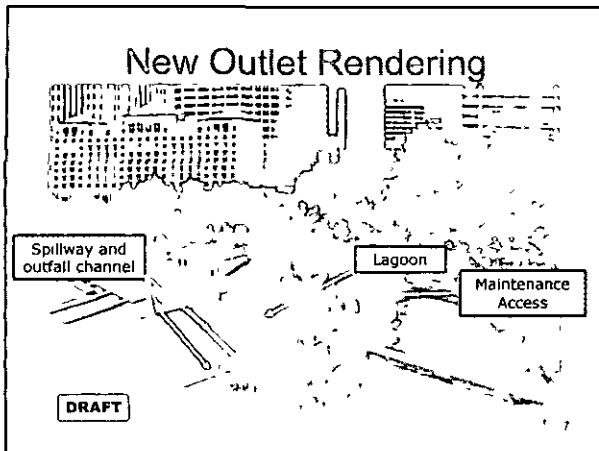 New Outlet Rendering
Spillway and
outfall channel
Lagoon
Maintenance
Access
DRAFT